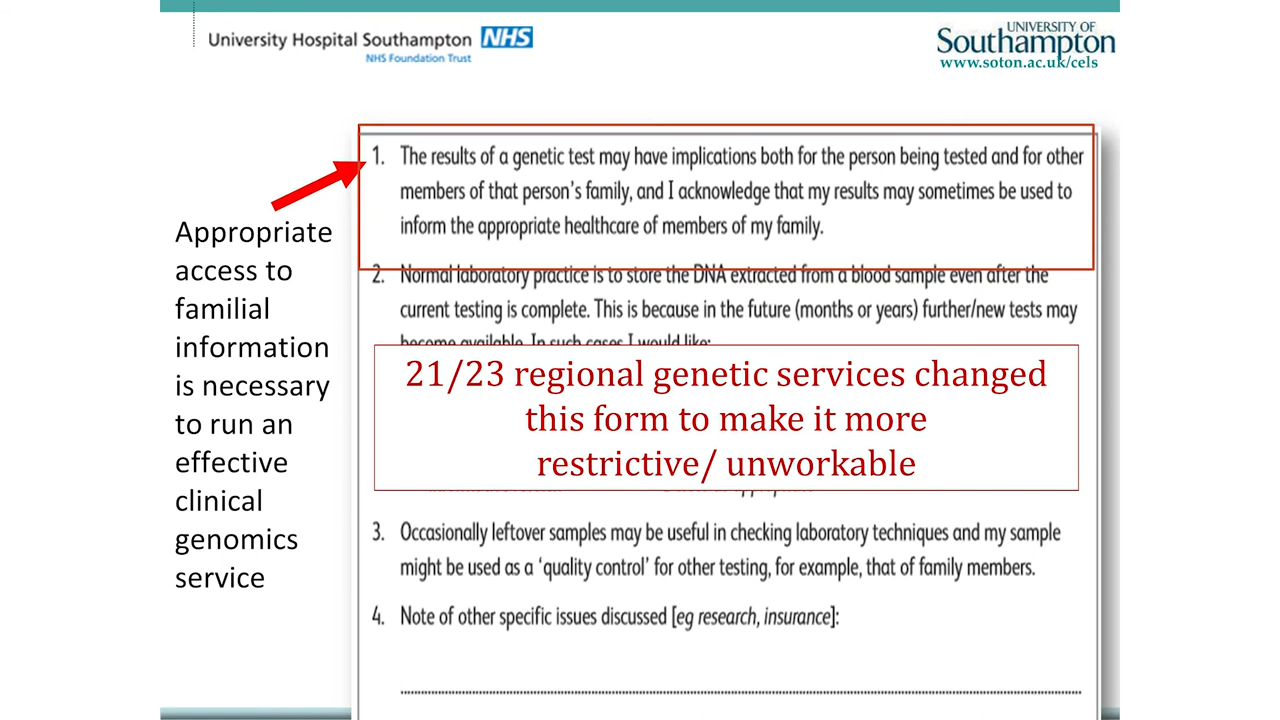 University Hospital Southampton NHS
NHS Foundation Trust
UNIVERSITY OF
Southampton
www.soton.ac.uk/cels
Appropriate
access to
familial
information
is necessary
to run an
effective
clinical
genomics
service
1. The results of a genetic test may have implications both for the person being tested and for other
members of that person's family, and I acknowledge that my results may sometimes be used to
inform the appropriate healthcare of members of my family.
2. Normal laboratory practice is to store the DNA extracted from a blood sample even after the
current testing is complete. This is because in the future (months or years) further/new tests may
become available. In such cases I would like:
21/23 regional genetic services changed
this form to make it more
restrictive/ unworkable
3. Occasionally leftover samples may be useful in checking laboratory techniques and my sample
might be used as a 'quality control' for other testing, for example, that of family members.
4. Note of other specific issues discussed [eg research, insurance]: